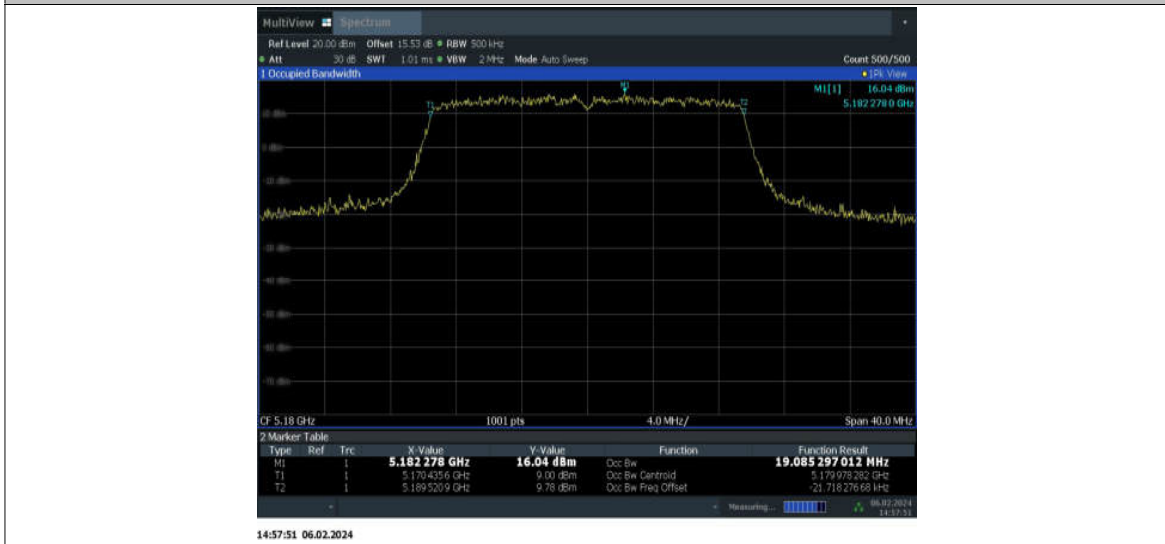 MultiView Spectrum
Ref Level 20.00 dBm Offset 15.53 dB RBW 500 kHz
Att 30 dB SWT 1.01 ms VBW 2 MHz Mode Auto Sweep Count 500/500
1 Occupied Bandwidth 1Pk View
M1[1] 16.04 dBm
5.182 278 0 GHz
M1
T1 T2
CF 5.18 GHz 1001 pts 4.0 MHz/ Span 40.0 MHz
2 Marker Table
Type Ref Trc X-Value Y-Value Function Function Result
M1 1 5.182 278 GHz 16.04 dBm Occ Bw 19.085 297 012 MHz
T1 1 5.170 435 6 GHz 9.00 dBm Occ Bw Centroid 5.179 978 282 GHz
T2 1 5.189 520 9 GHz 9.78 dBm Occ Bw Freq Offset -21.718 276 68 kHz
Measuring... 06.02.2024
14:57:51
14:57:51 06.02.2024